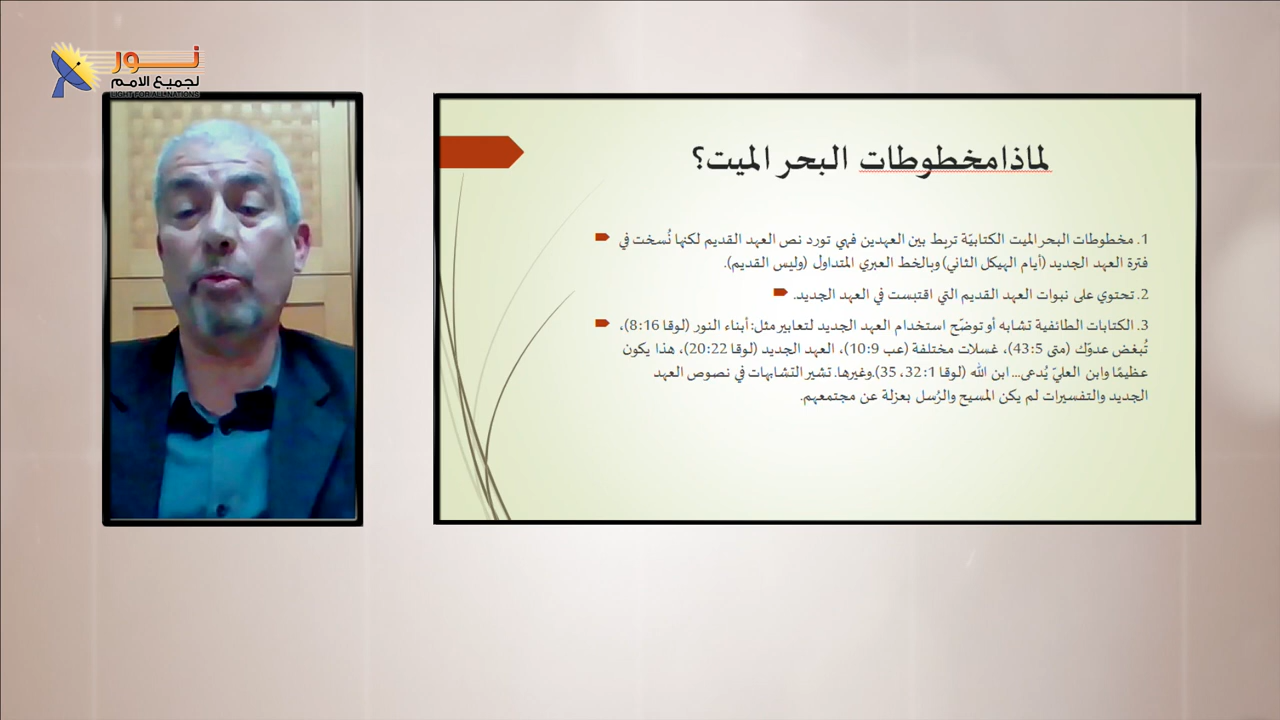 نور
لجميع الامم
LIGHT FOR ALL NATIONS
لماذامخطوطات البحر الميت؟
1. مخطوطات البحر الميت الكتابيّة تربط بين العهدين فهي تورد نص العهد القديم لكنها نُسخت في
فترة العهد الجديد (أيام الهيكل الثاني) وبالخط العبري المتداول (وليس القديم).
2. تحتوي على نبوات العهد القديم التي اقتبست في العهد الجديد.
3. الكتابات الطائفية تشابه أو توضّح استخدام العهد الجديد لتعابير مثل: أبناء النور (لوقا 8:16)،
تُبغض عدوّك (متى 43:5)، غسلات مختلفة (عب 10:9)، العهد الجديد (لوقا 20:22)، هذا يكون
عظيمًا وابن العليّ يُدعى... ابن الله (لوقا 32:1، 35).وغيرها. تشير التشابهات في نصوص العهد
الجديد والتفسيرات لم يكن المسيح والرُسل بعزلة عن مجتمعهم.